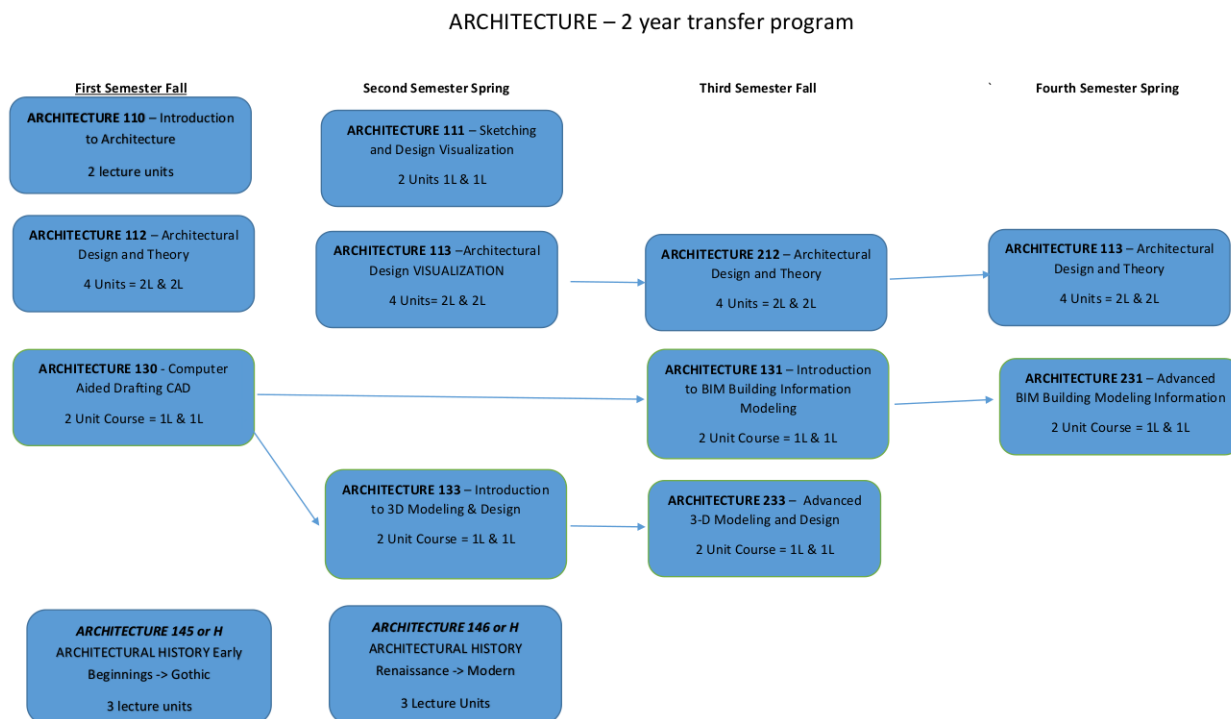 ARCHITECTURE – 2 year transfer program
First Semester Fall
ARCHITECTURE 110 – Introduction
to Architecture
2 lecture units
ARCHITECTURE 112 – Architectural
Design and Theory
4 Units = 2L & 2L
ARCHITECTURE 130 - Computer
Aided Drafting CAD
2 Unit Course = 1L & 1L
ARCHITECTURE 145 or H
ARCHITECTURAL HISTORY Early
Beginnings -> Gothic
3 lecture units
Second Semester Spring
ARCHITECTURE 111 – Sketching
and Design Visualization
2 Units 1L & 1L
ARCHITECTURE 113 –Architectural
Design VISUALIZATION
4 Units= 2L & 2L
ARCHITECTURE 133 – Introduction
to 3D Modeling & Design
2 Unit Course = 1L & 1L
ARCHITECTURE 146 or H
ARCHITECTURAL HISTORY
Renaissance -> Modern
3 Lecture Units
Third Semester Fall
ARCHITECTURE 212 – Architectural
Design and Theory
4 Units = 2L & 2L
ARCHITECTURE 131 – Introduction
to BIM Building Information
Modeling
2 Unit Course = 1L & 1L
ARCHITECTURE 233 – Advanced
3-D Modeling and Design
2 Unit Course = 1L & 1L
` Fourth Semester Spring
ARCHITECTURE 113 – Architectural
Design and Theory
4 Units = 2L & 2L
ARCHITECTURE 231 – Advanced
BIM Building Modeling Information
2 Unit Course = 1L & 1L